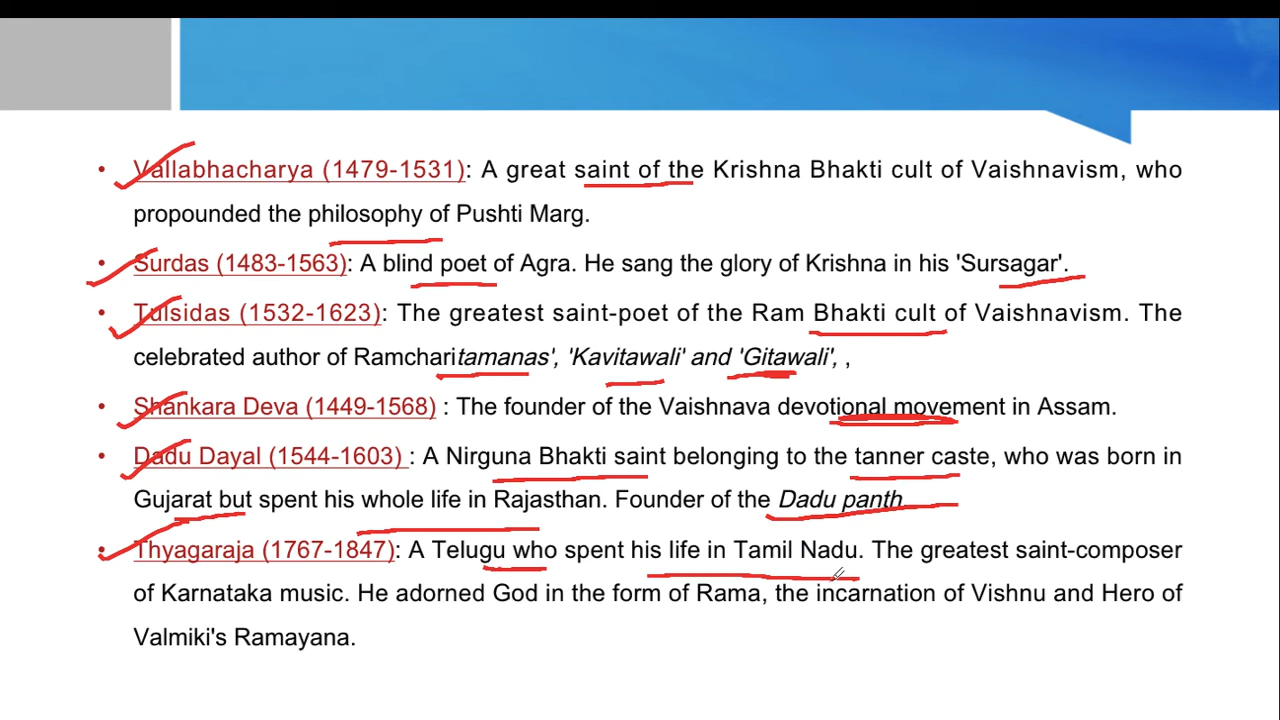 • Vallabhacharya (1479-1531): A great saint of the Krishna Bhakti cult of Vaishnavism, who
propounded the philosophy of Pushti Marg.
• Surdas (1483-1563): A blind poet of Agra. He sang the glory of Krishna in his 'Sursagar'.
• Tulsidas (1532-1623): The greatest saint-poet of the Ram Bhakti cult of Vaishnavism. The
celebrated author of Ramcharitamanas', 'Kavitawali' and 'Gitawali', ,
• Shankara Deva (1449-1568) : The founder of the Vaishnava devotional movement in Assam.
• Dadu Dayal (1544-1603) : A Nirguna Bhakti saint belonging to the tanner caste, who was born in
Gujarat but spent his whole life in Rajasthan. Founder of the Dadu panth
• Thyagaraja (1767-1847): A Telugu who spent his life in Tamil Nadu. The greatest saint-composer
of Karnataka music. He adorned God in the form of Rama, the incarnation of Vishnu and Hero of
Valmiki's Ramayana.